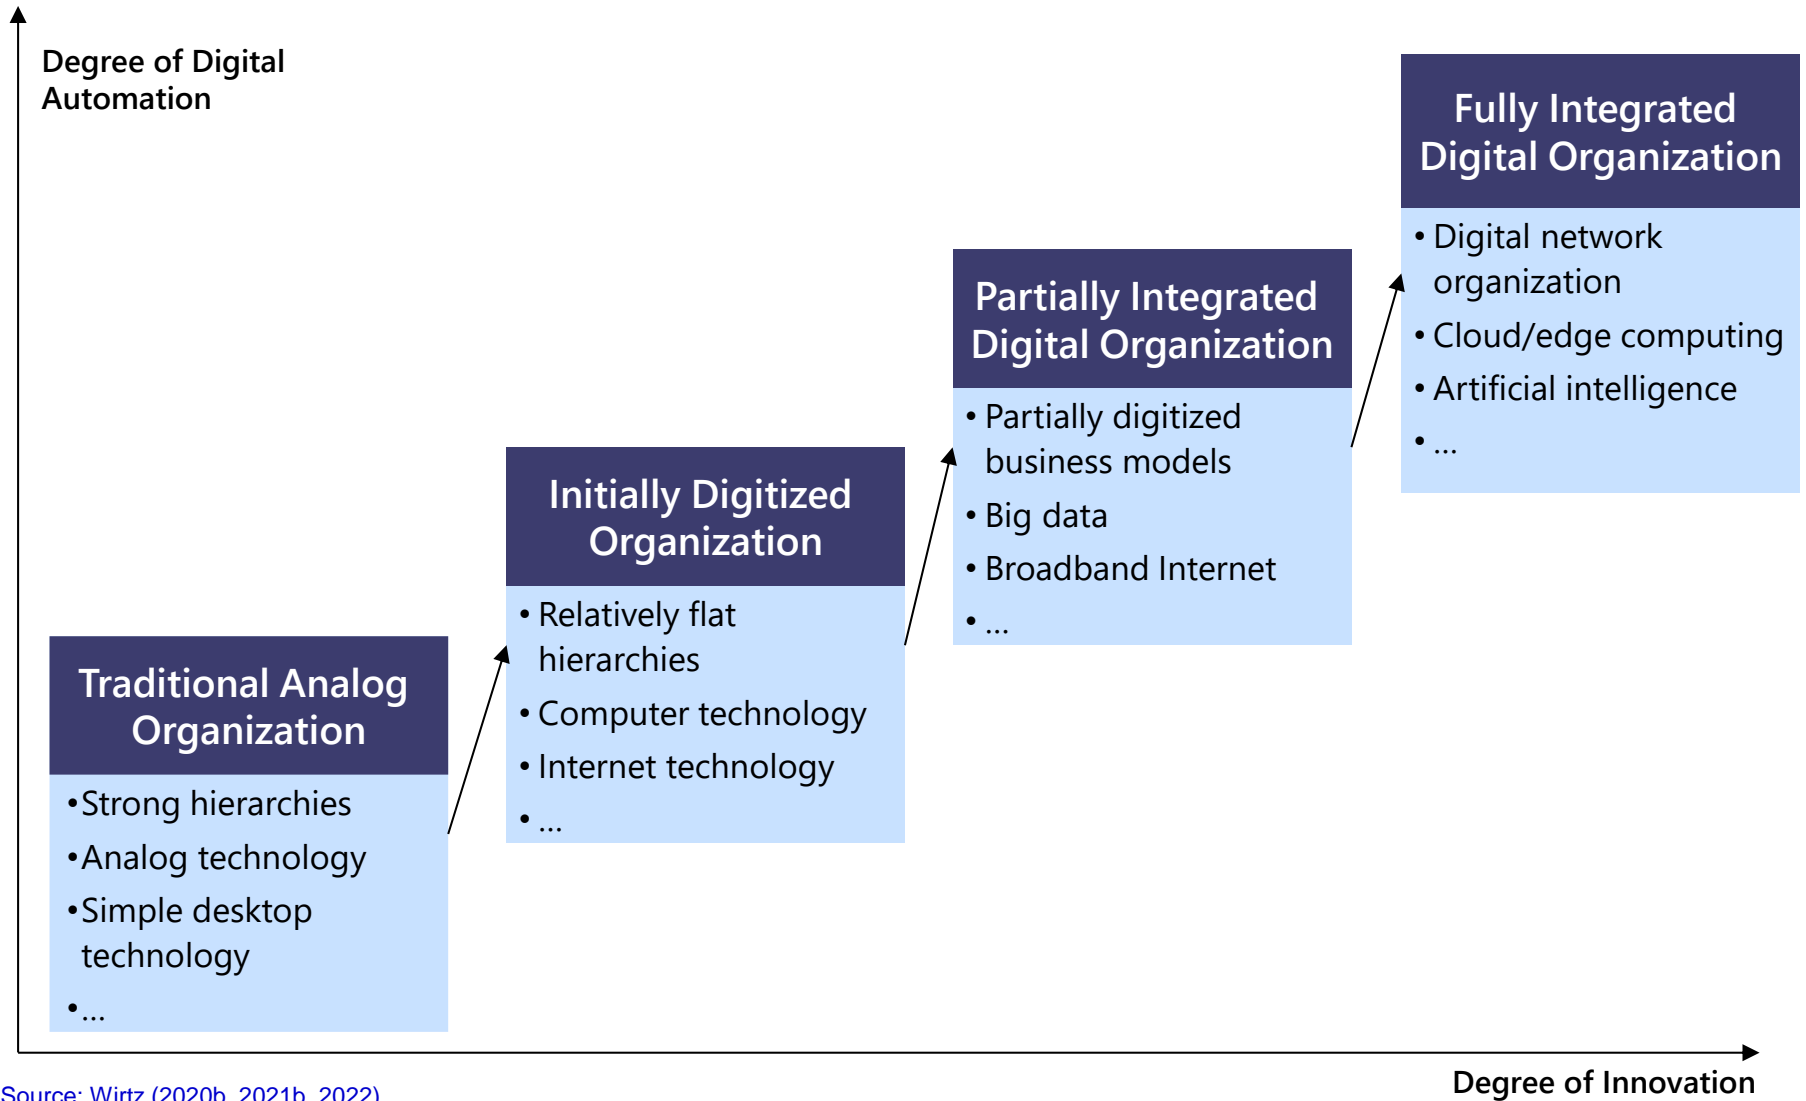 Degree of Digital
Automation
Fully Integrated
Digital Organization
• Digital network
organization
• Cloud/edge computing
• Artificial intelligence
• ...
Partially Integrated
Digital Organization
• Partially digitized
business models
• Big data
• Broadband Internet
• ...
Initially Digitized
Organization
• Relatively flat
hierarchies
• Computer technology
• Internet technology
• ...
Traditional Analog
Organization
•Strong hierarchies
•Analog technology
•Simple desktop
technology
•...
Degree of Innovation
Source: Wirtz (2020b, 2021b, 2022)